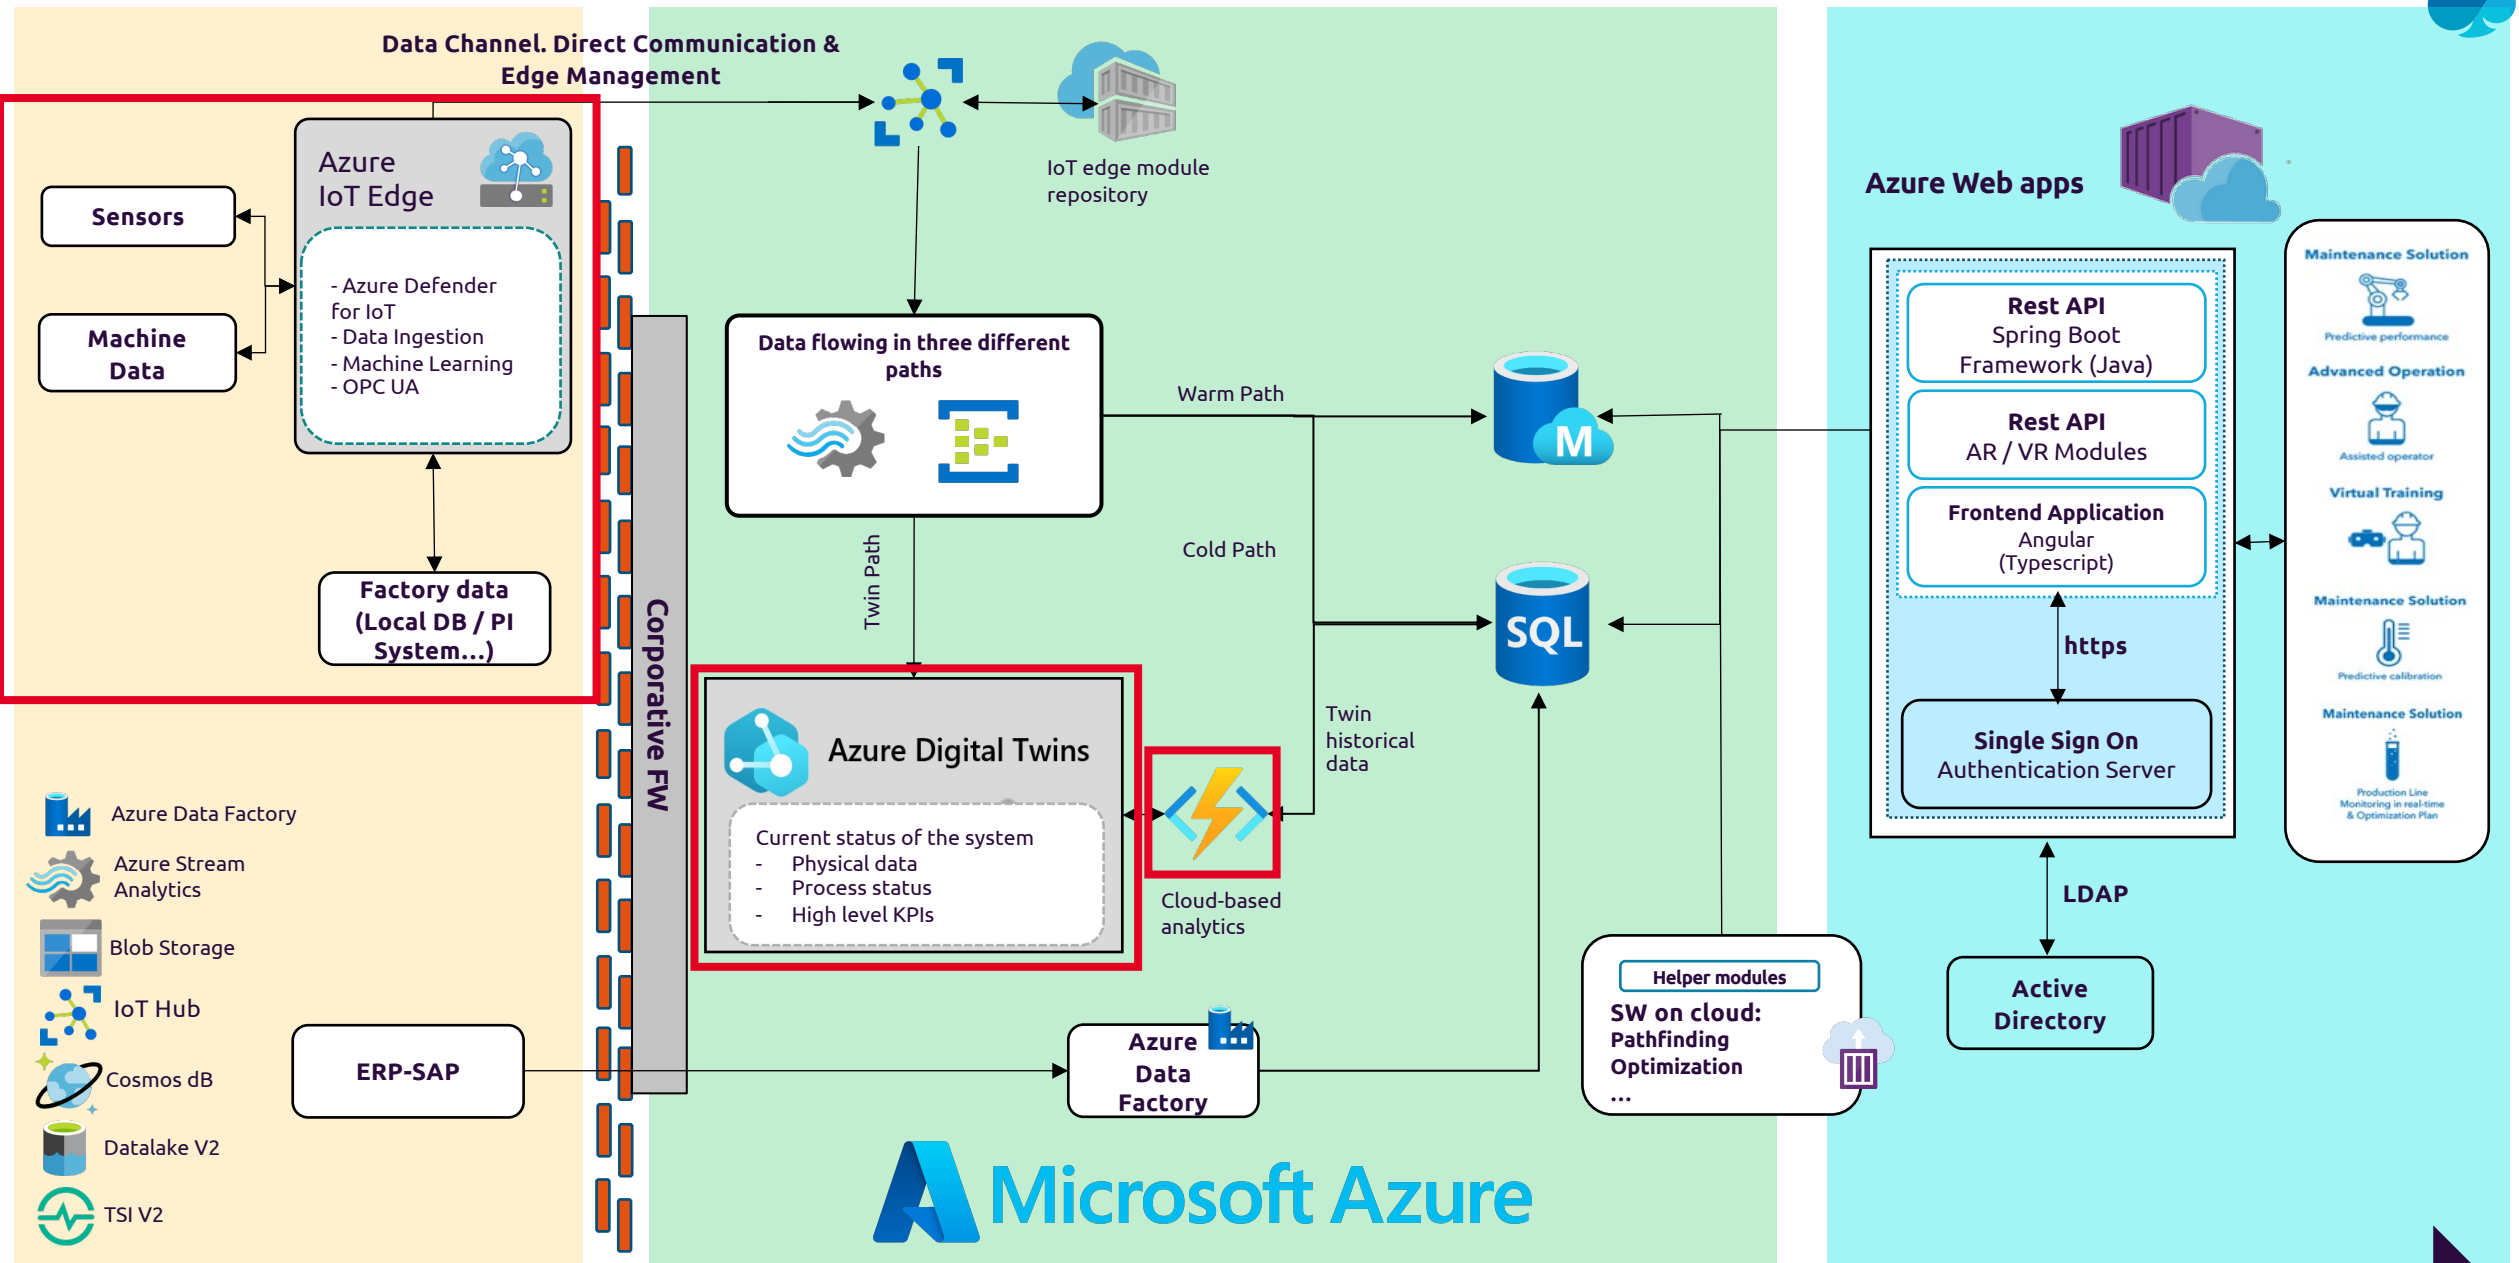 Data Channel. Direct Communication &
Edge Management
Azure
IoT Edge
- Azure Defender
for IoT
- Data Ingestion
- Machine Learning
- OPC UA
Sensors
Machine
Data
Factory data
(Local DB / PI
System...)
Azure Data Factory
Azure Stream
Analytics
Blob Storage
IoT Hub
Cosmos dB
Datalake V2
TSI V2
ERP-SAP
Corporative FW
IoT edge module
repository
Data flowing in three different
paths
Warm Path
Cold Path
Twin Path
M
SQL
Azure Digital Twins
Current status of the system
- Physical data
- Process status
- High level KPIs
Twin
historical
data
Cloud-based
analytics
Azure
Data
Factory
Helper modules
SW on cloud:
Pathfinding
Optimization
...
Microsoft Azure
Azure Web apps
Rest API
Spring Boot
Framework (Java)
Rest API
AR / VR Modules
Frontend Application
Angular
(Typescript)
https
Single Sign On
Authentication Server
LDAP
Active
Directory
Maintenance Solution
Predictive performance
Advanced Operation
Assisted operator
Virtual Training
Maintenance Solution
Predictive calibration
Maintenance Solution
Production Line
Monitoring in real-time
& Optimization Plan